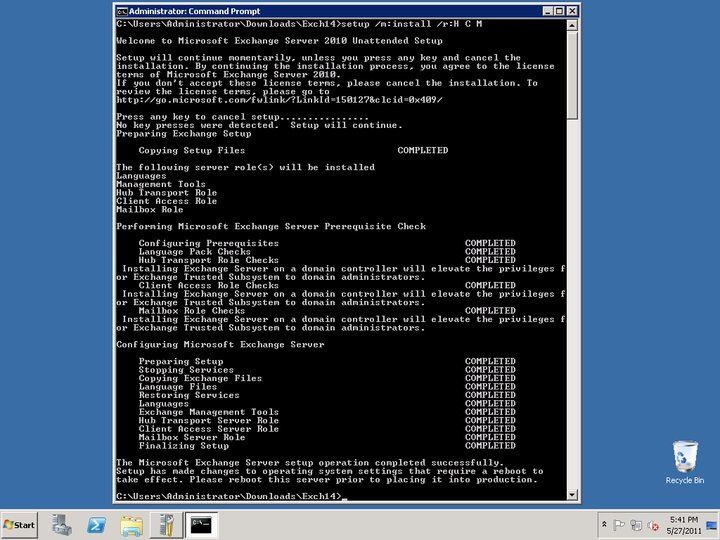 Administrator: Command Prompt
C:\Users\Administrator\Downloads\Exch14>setup /m:install /r:H C M
Welcome to Microsoft Exchange Server 2010 Unattended Setup
Setup will continue momentarily, unless you press any key and cancel the
installation. By continuing the installation process, you agree to the license
terms of Microsoft Exchange Server 2010.
If you don't accept these license terms, please cancel the installation. To
review the license terms, please go to
http://go.microsoft.com/fwlink/?LinkId=150127&clcid=0x409/
Press any key to cancel setup...............
No key presses were detected.  Setup will continue.
Preparing Exchange Setup
Copying Setup Files COMPLETED
The following server role(s) will be installed
Languages
Management Tools
Hub Transport Role
Client Access Role
Mailbox Role
Performing Microsoft Exchange Server Prerequisite Check
Configuring Prerequisites COMPLETED
Language Pack Checks COMPLETED
Hub Transport Role Checks COMPLETED
Installing Exchange Server on a domain controller will elevate the privileges f
or Exchange Trusted Subsystem to domain administrators.
Client Access Role Checks COMPLETED
Installing Exchange Server on a domain controller will elevate the privileges f
or Exchange Trusted Subsystem to domain administrators.
Mailbox Role Checks COMPLETED
Installing Exchange Server on a domain controller will elevate the privileges f
or Exchange Trusted Subsystem to domain administrators.
Configuring Microsoft Exchange Server
Preparing Setup COMPLETED
Stopping Services COMPLETED
Copying Exchange Files COMPLETED
Language Files COMPLETED
Restoring Services COMPLETED
Languages COMPLETED
Exchange Management Tools COMPLETED
Hub Transport Server Role COMPLETED
Client Access Server Role COMPLETED
Mailbox Server Role COMPLETED
Finalizing Setup COMPLETED
The Microsoft Exchange Server setup operation completed successfully.
Setup has made changes to operating system settings that require a reboot to
take effect. Please reboot this server prior to placing it into production.
C:\Users\Administrator\Downloads\Exch14>_
Recycle Bin
Start
5:41 PM
5/27/2011